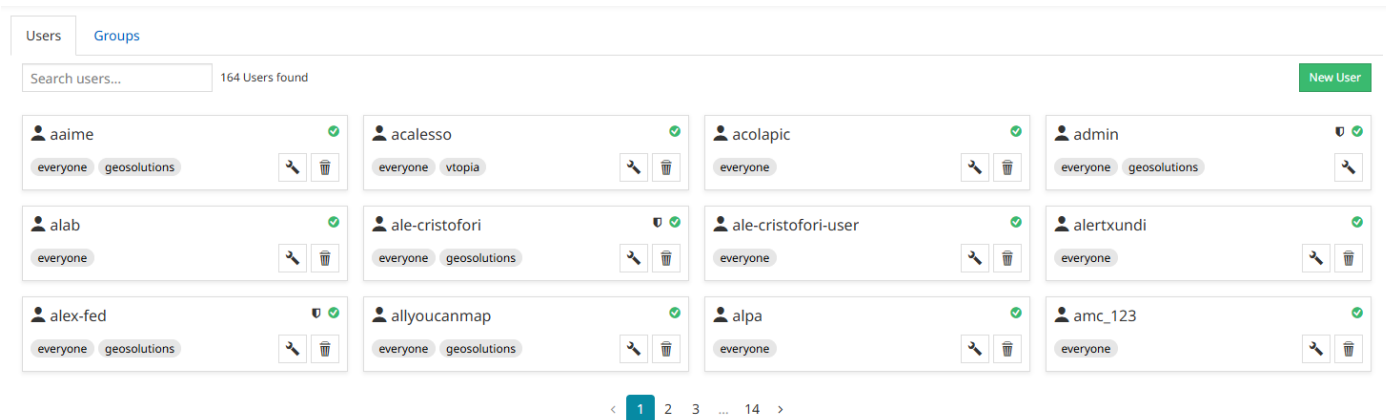 Users Groups
Search users... 164 Users found New User
aaime acalesso acolapic admin
everyone geosolutions everyone vtopia everyone everyone geosolutions
alab ale-cristofori ale-cristofori-user alertxundi
everyone everyone geosolutions everyone everyone
alex-fed allyoucanmap alpa amc_123
everyone geosolutions everyone geosolutions everyone everyone
‹ 1 2 3 ... 14 ›